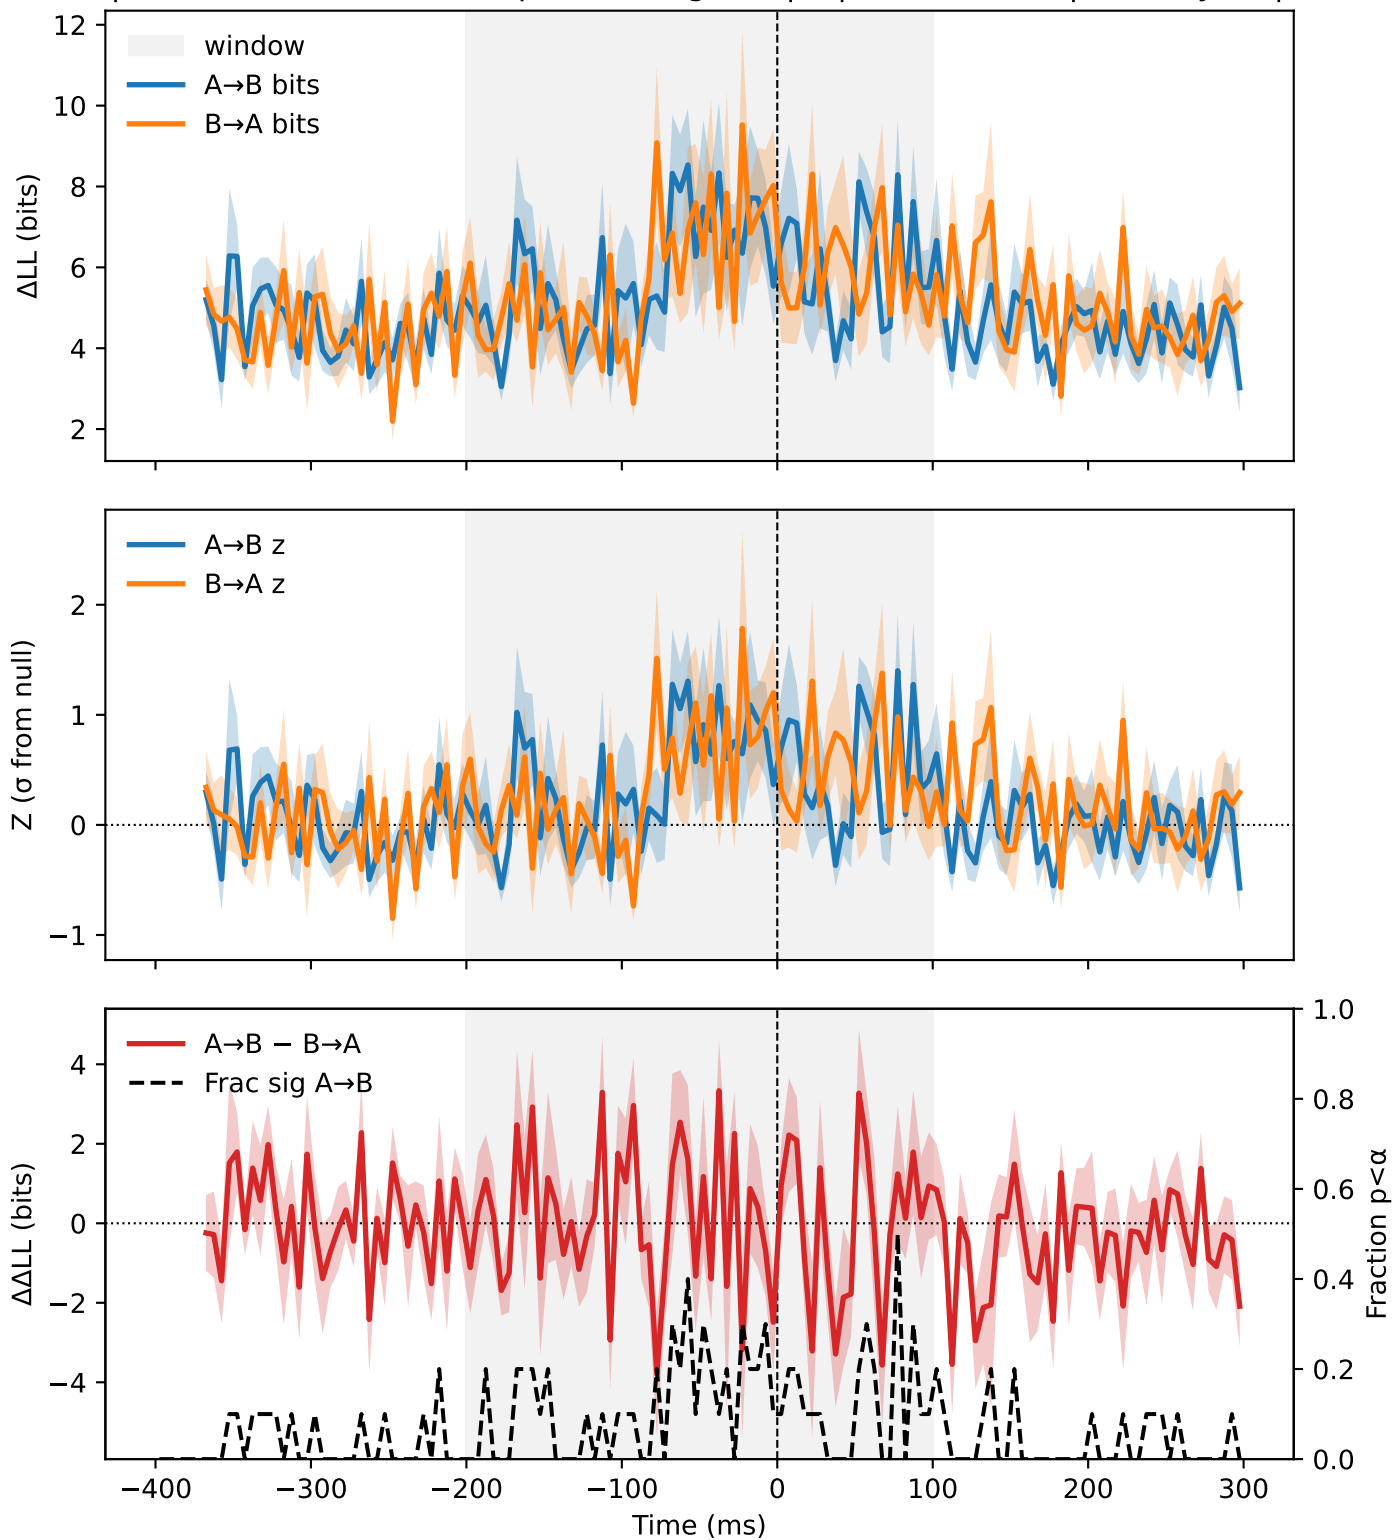 12
10
8
6
4
2
ΔLL (bits)
window
A→B bits
B→A bits
2
1
0
−1
Z (σ from null)
A→B z
B→A z
4
2
0
−2
−4
ΔΔLL (bits)
A→B − B→A
Frac sig A→B
1.0
0.8
0.6
0.4
0.2
0.0
Fraction p<α
−400 −300 −200 −100 0 100 200 300
Time (ms)